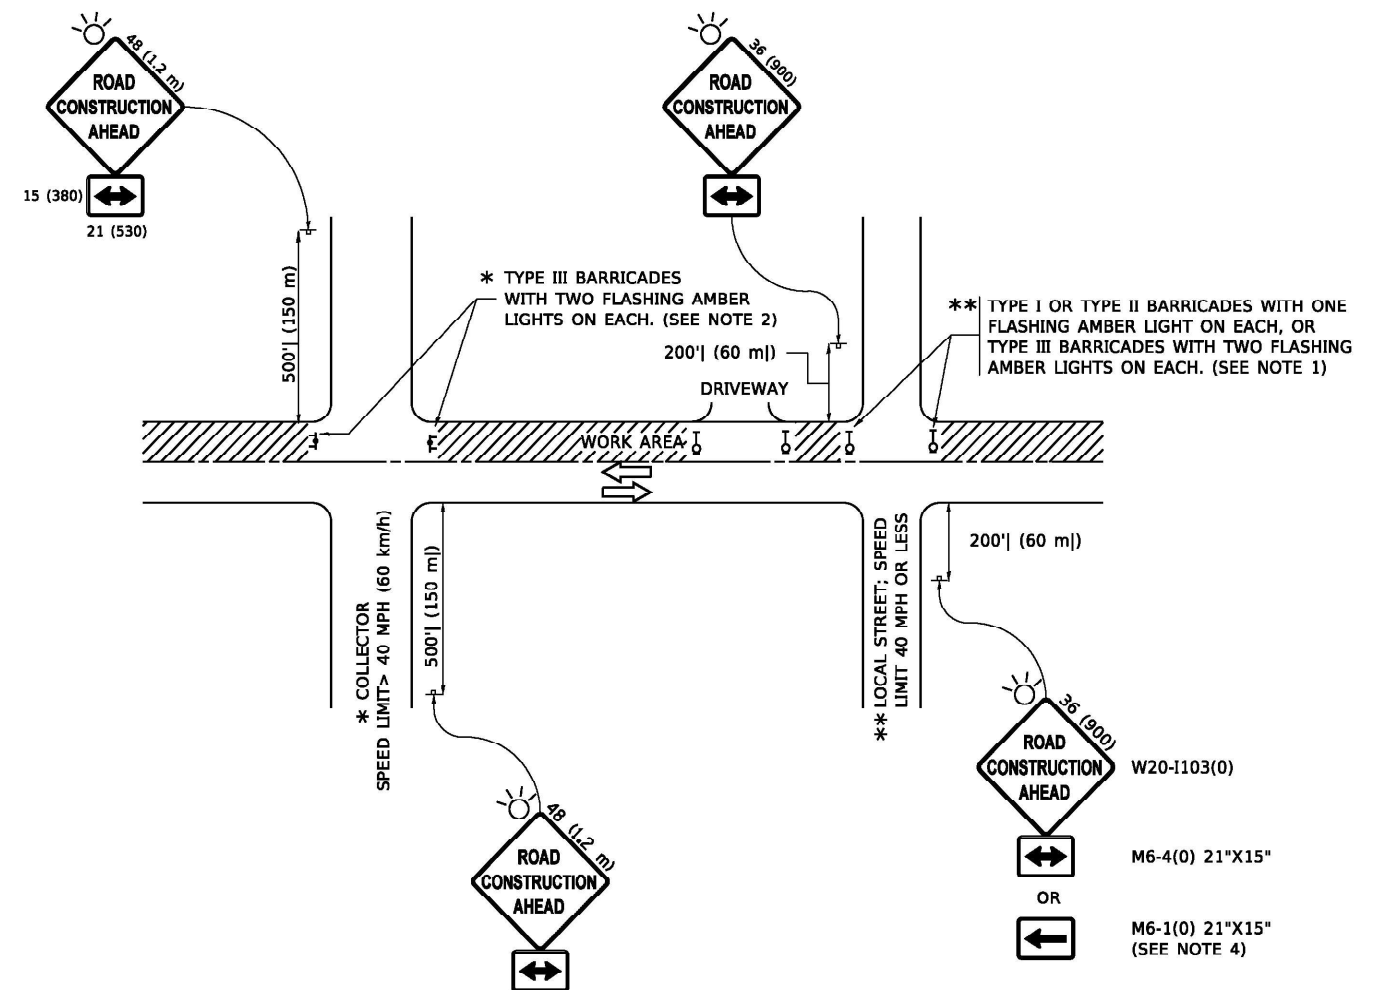 48 (1.2 m)
ROAD
CONSTRUCTION
AHEAD
15 (380)
21 (530)
36 (900)
ROAD
CONSTRUCTION
AHEAD
500'| (150 m)
* TYPE III BARRICADES
WITH TWO FLASHING AMBER
LIGHTS ON EACH. (SEE NOTE 2)
200'| (60 m|)
DRIVEWAY
** TYPE I OR TYPE II BARRICADES WITH ONE
FLASHING AMBER LIGHT ON EACH, OR
TYPE III BARRICADES WITH TWO FLASHING
AMBER LIGHTS ON EACH. (SEE NOTE 1)
WORK AREA
* COLLECTOR
SPEED LIMIT> 40 MPH (60 km/h)
500'| (150 m|)
** LOCAL STREET; SPEED
LIMIT 40 MPH OR LESS
200'| (60 m|)
48 (1.2 m)
ROAD
CONSTRUCTION
AHEAD
36 (900)
ROAD
CONSTRUCTION
AHEAD
W20-I103(0)
M6-4(0) 21"X15"
OR
M6-1(0) 21"X15"
(SEE NOTE 4)